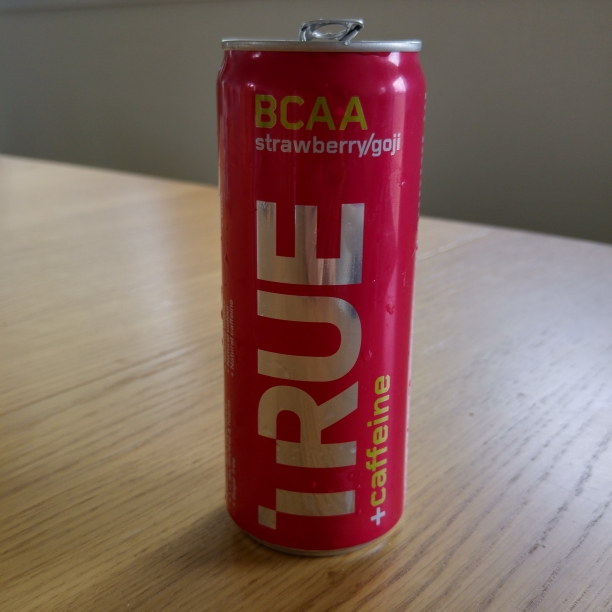 BCAA
strawberry/goji
TRUE
+caffeine